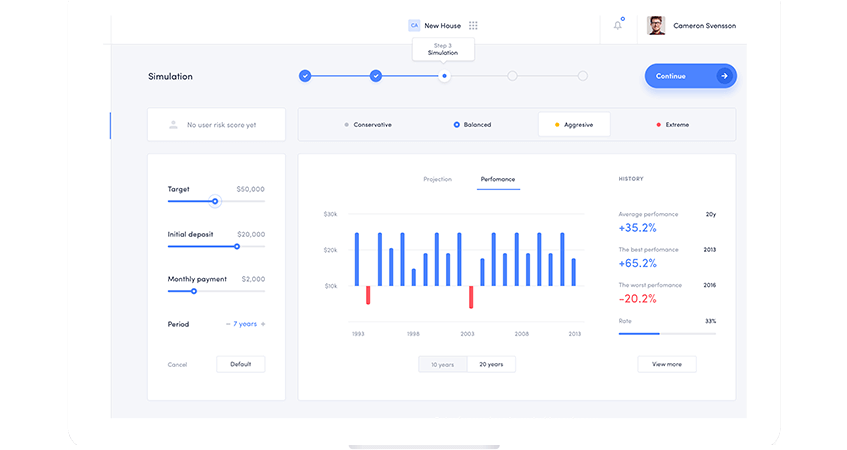 CA New House
Cameron Svensson
Step 3
Simulation
Simulation
Continue
No user risk score yet
Conservative
Balanced
Aggresive
Extreme
Target $50,000
Initial deposit $20,000
Monthly payment $2,000
Period – 7 years +
Cancel
Default
Projection
Perfomance
$30k
$20k
$10k
1993 1998 2003 2008 2013
10 years
20 years
HISTORY
Average perfomance 20y
+35.2%
The best perfomance 2013
+65.2%
The worst perfomance 2016
-20.2%
Rate 33%
View more